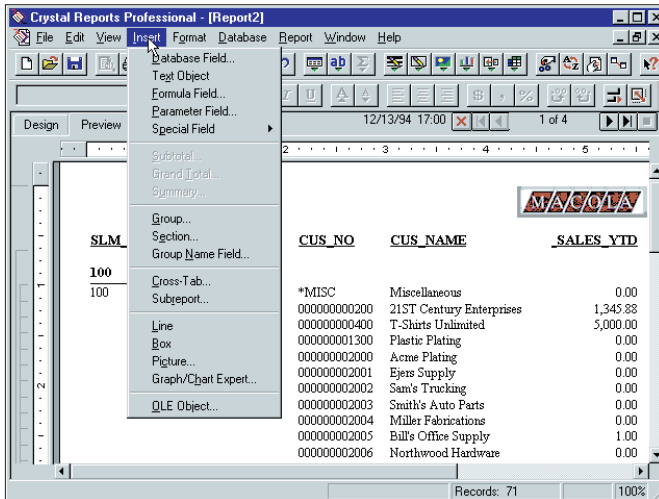 Crystal Reports Professional - [Report2]
File Edit View Insert Format Database Report Window Help
Design Preview 12/13/94 17:00 1 of 4
Database Field...
Text Object
Formula Field...
Parameter Field...
Special Field
Subtotal...
Grand Total...
Summary...
Group...
Section...
Group Name Field...
Cross-Tab...
Subreport...
Line
Box
Picture...
Graph/Chart Expert...
OLE Object...
2 3 4 5
MACOLA
SLM_ CUS_NO CUS_NAME SALES_YTD
100
100 *MISC Miscellaneous 0.00
000000000200 21ST Century Enterprises 1,345.88
000000000400 T-Shirts Unlimited 5,000.00
000000001300 Plastic Plating 0.00
000000002000 Acme Plating 0.00
000000002001 Ejers Supply 0.00
000000002002 Sam's Trucking 0.00
000000002003 Smith's Auto Parts 0.00
000000002004 Miller Fabrications 0.00
000000002005 Bill's Office Supply 1.00
000000002006 Northwood Hardware 0.00
Records: 71 100%